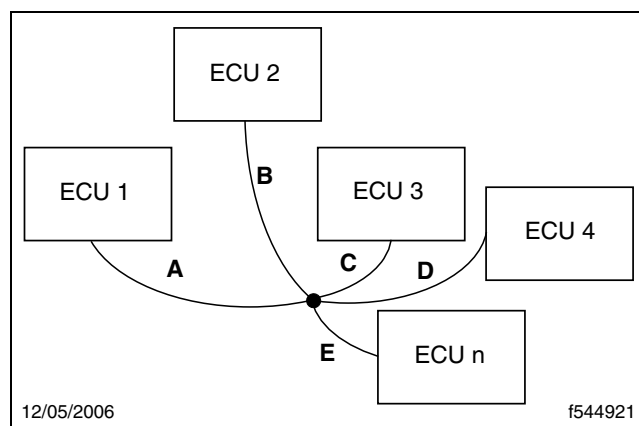 ECU 2
ECU 1
B
ECU 3
ECU 4
A
C
D
E
ECU n
12/05/2006
f544921